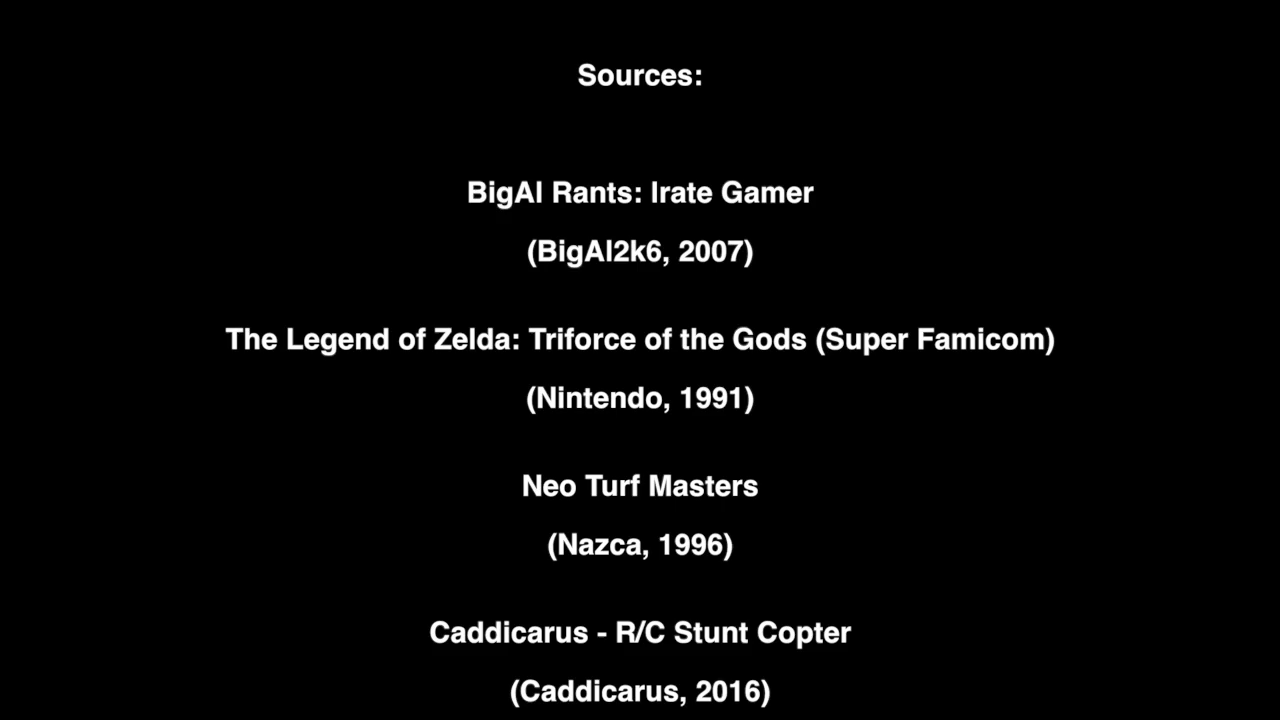 Sources:
BigAl Rants: Irate Gamer
(BigAl2k6, 2007)
The Legend of Zelda: Triforce of the Gods (Super Famicom)
(Nintendo, 1991)
Neo Turf Masters
(Nazca, 1996)
Caddicarus - R/C Stunt Copter
(Caddicarus, 2016)